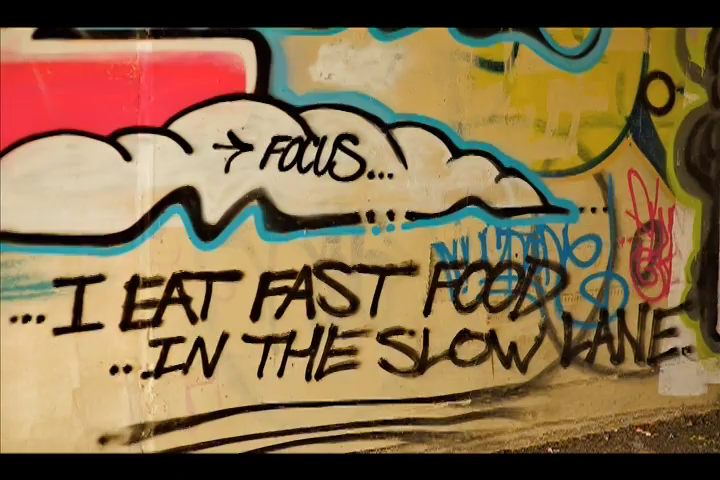 → FOCUS...
...I EAT FAST FOOD
..IN THE SLOW LANE.